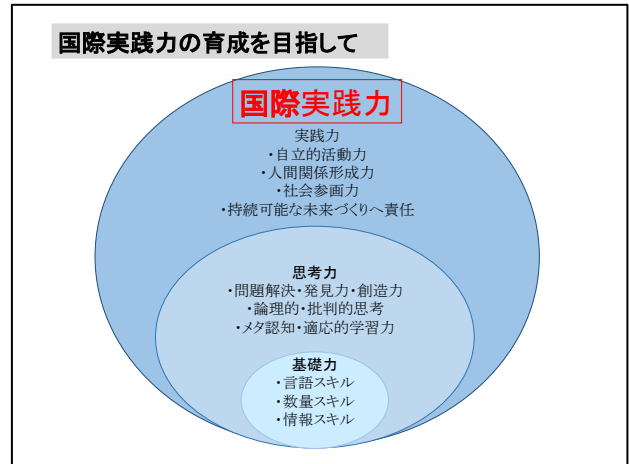 国際実践力の育成を目指して
国際実践力
実践力
・自立的活動力
・人間関係形成力
・社会参画力
・持続可能な未来づくりへ責任
思考力
・問題解決・発見力・創造力
・論理的・批判的思考
・メタ認知・適応的学習力
基礎力
・言語スキル
・数量スキル
・情報スキル